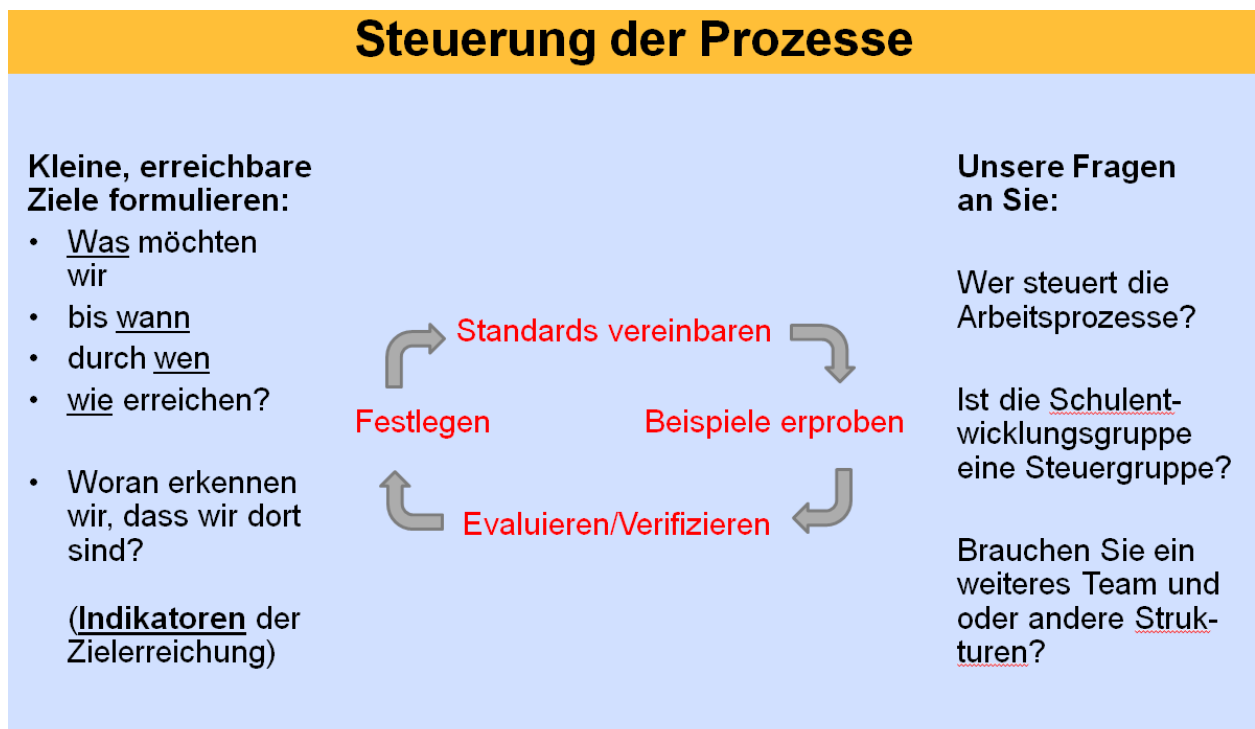 Steuerung der Prozesse
Kleine, erreichbare
Ziele formulieren:
• Was möchten
wir
• bis wann
• durch wen
• wie erreichen?
• Woran erkennen
wir, dass wir dort
sind?
(Indikatoren der
Zielerreichung)
Standards vereinbaren
Festlegen
Beispiele erproben
Evaluieren/Verifizieren
Unsere Fragen
an Sie:
Wer steuert die
Arbeitsprozesse?
Ist die Schulent-
wicklungsgruppe
eine Steuergruppe?
Brauchen Sie ein
weiteres Team und
oder andere Struk-
turen?